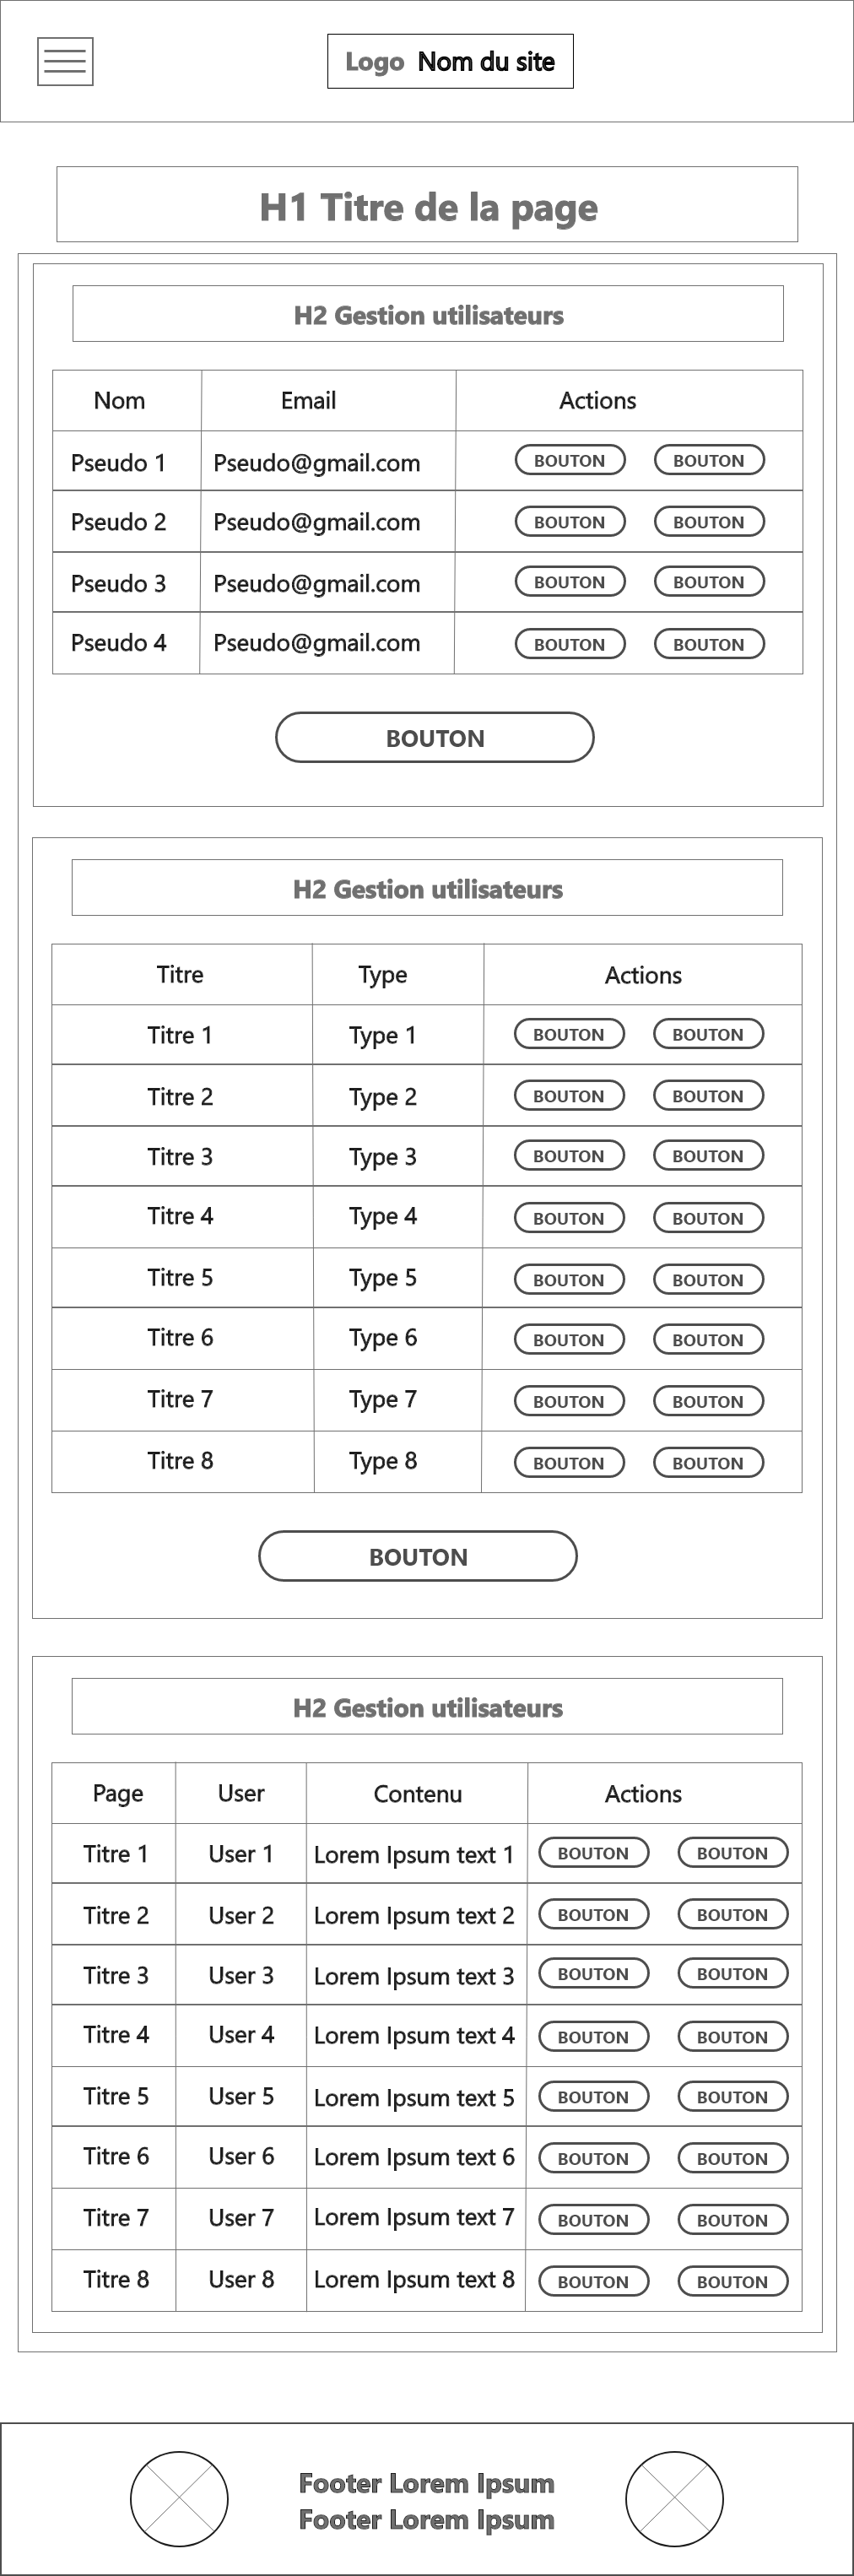 Logo Nom du site
H1 Titre de la page
H2 Gestion utilisateurs
Nom Email Actions
Pseudo 1 Pseudo@gmail.com BOUTON BOUTON
Pseudo 2 Pseudo@gmail.com BOUTON BOUTON
Pseudo 3 Pseudo@gmail.com BOUTON BOUTON
Pseudo 4 Pseudo@gmail.com BOUTON BOUTON
BOUTON
H2 Gestion utilisateurs
Titre Type Actions
Titre 1 Type 1 BOUTON BOUTON
Titre 2 Type 2 BOUTON BOUTON
Titre 3 Type 3 BOUTON BOUTON
Titre 4 Type 4 BOUTON BOUTON
Titre 5 Type 5 BOUTON BOUTON
Titre 6 Type 6 BOUTON BOUTON
Titre 7 Type 7 BOUTON BOUTON
Titre 8 Type 8 BOUTON BOUTON
BOUTON
H2 Gestion utilisateurs
Page User Contenu Actions
Titre 1 User 1 Lorem Ipsum text 1 BOUTON BOUTON
Titre 2 User 2 Lorem Ipsum text 2 BOUTON BOUTON
Titre 3 User 3 Lorem Ipsum text 3 BOUTON BOUTON
Titre 4 User 4 Lorem Ipsum text 4 BOUTON BOUTON
Titre 5 User 5 Lorem Ipsum text 5 BOUTON BOUTON
Titre 6 User 6 Lorem Ipsum text 6 BOUTON BOUTON
Titre 7 User 7 Lorem Ipsum text 7 BOUTON BOUTON
Titre 8 User 8 Lorem Ipsum text 8 BOUTON BOUTON
Footer Lorem Ipsum
Footer Lorem Ipsum